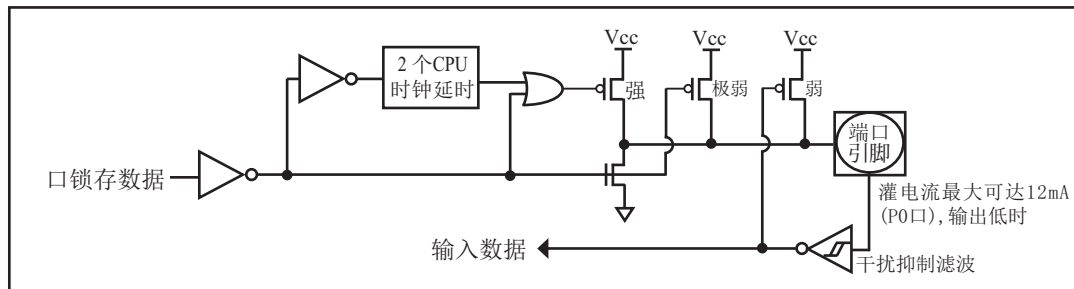 Vcc
Vcc
Vcc
2 个CPU
时钟延时
强
极弱
弱
端口
引脚
口锁存数据
灌电流最大可达12mA
(P0口),输出低时
输入数据
干扰抑制滤波